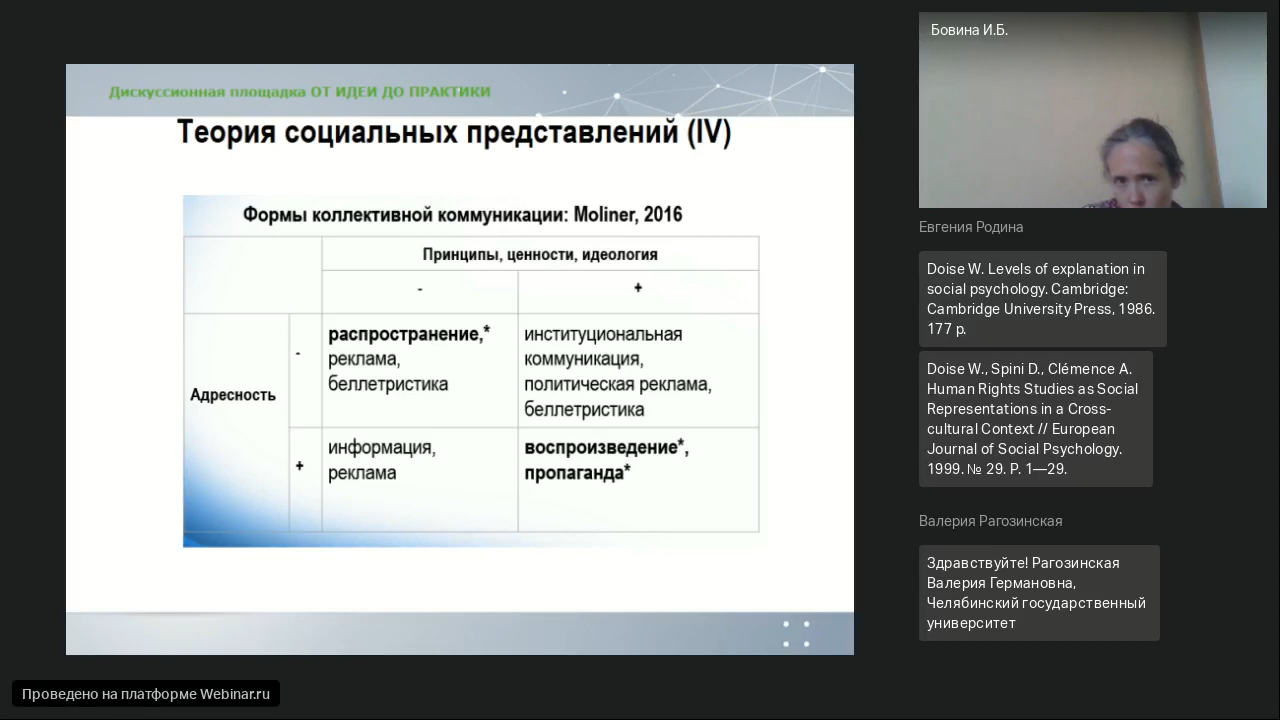 Дискуссионная площадка ОТ ИДЕИ ДО ПРАКТИКИ
Теория социальных представлений (IV)
Формы коллективной коммуникации: Moliner, 2016
Принципы, ценности, идеология
-
+
Адресность
-
распространение,*
реклама,
беллетристика
институциональная
коммуникация,
политическая реклама,
беллетристика
+
информация,
реклама
воспроизведение*,
пропаганда*
Проведено на платформе Webinar.ru
Бовина И.Б.
Евгения Родина
Doise W. Levels of explanation in
social psychology. Cambridge:
Cambridge University Press, 1986.
177 p.
Doise W., Spini D., Clémence A.
Human Rights Studies as Social
Representations in a Cross-
cultural Context // European
Journal of Social Psychology.
1999. № 29. P. 1—29.
Валерия Рагозинская
Здравствуйте! Рагозинская
Валерия Германовна,
Челябинский государственный
университет